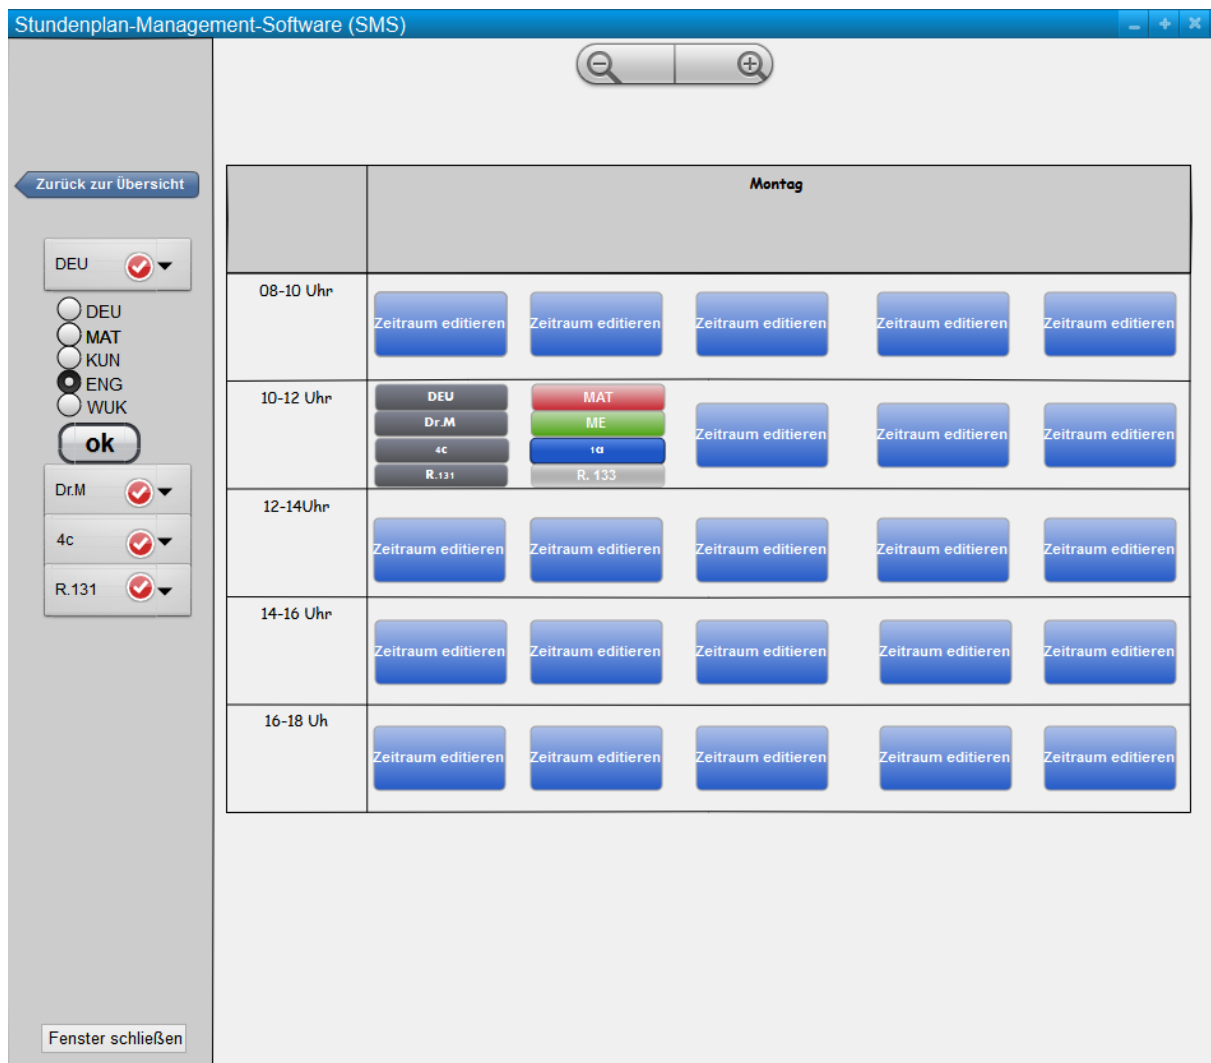 Stundenplan-Management-Software (SMS)
Zurück zur Übersicht
DEU
DEU
MAT
KUN
ENG
WUK
ok
Dr.M
4c
R.131
Fenster schließen
Montag
08-10 Uhr
Zeitraum editieren Zeitraum editieren Zeitraum editieren Zeitraum editieren Zeitraum editieren
10-12 Uhr
DEU MAT
Dr.M ME
4c 1a
R.131 R. 133
Zeitraum editieren Zeitraum editieren Zeitraum editieren
12-14Uhr
Zeitraum editieren Zeitraum editieren Zeitraum editieren Zeitraum editieren Zeitraum editieren
14-16 Uhr
Zeitraum editieren Zeitraum editieren Zeitraum editieren Zeitraum editieren Zeitraum editieren
16-18 Uh
Zeitraum editieren Zeitraum editieren Zeitraum editieren Zeitraum editieren Zeitraum editieren